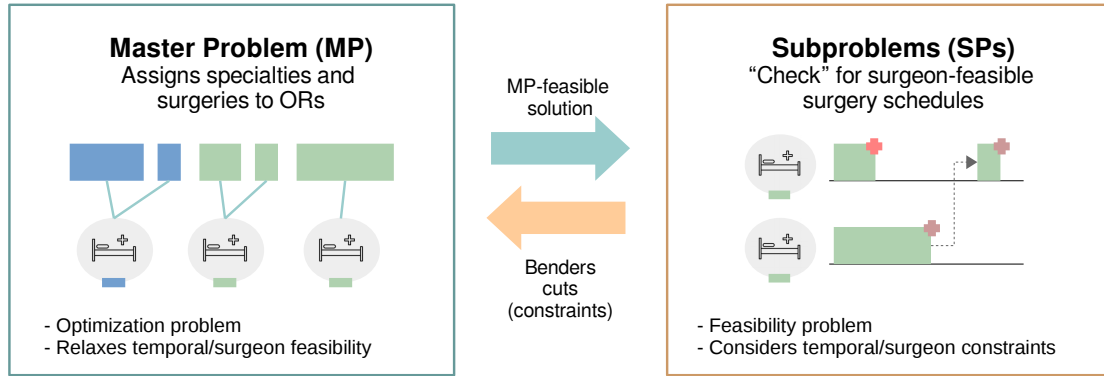 Master Problem (MP)
Assigns specialties and
surgeries to ORs
- Optimization problem
- Relaxes temporal/surgeon feasibility
MP-feasible
solution
Benders
cuts
(constraints)
Subproblems (SPs)
“Check” for surgeon-feasible
surgery schedules
- Feasibility problem
- Considers temporal/surgeon constraints